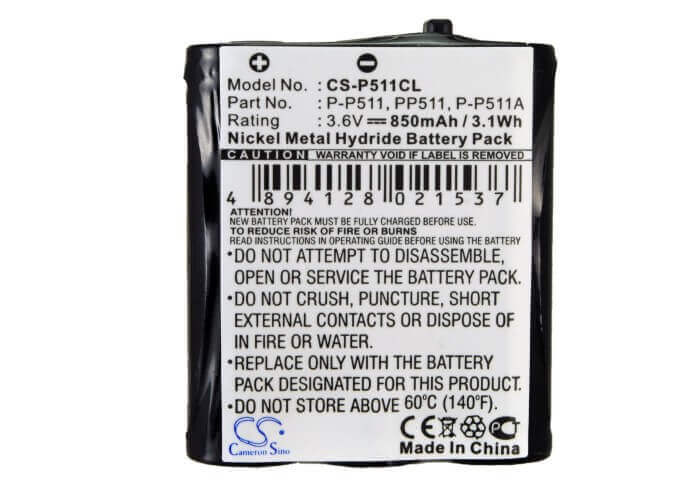 Model No.: CS-P511CL
Part No.: P-P511, PP511, P-P511A
Rating: 3.6V 850mAh / 3.1Wh
Nickel Metal Hydride Battery Pack
CAUTION: WARRANTY VOID IF LABEL IS REMOVED
4 894128 021537
ATTENTION!
NEW BATTERY PACK MUST BE FULLY CHARGED BEFORE USE
TO REDUCE RISK OF FIRE OR BURNS
READ INSTRUCTIONS IN OPERATING GUIDE BEFORE CHARGING.
•DO NOT ATTEMPT TO DISASSEMBLE,
OPEN OR SERVICE THE BATTERY PACK.
•DO NOT CRUSH, PUNCTURE, SHORT
EXTERNAL CONTACTS OR DISPOSE OF
IN FIRE OR WATER.
•REPLACE ONLY WITH THE BATTERY
PACK DESIGNATED FOR THIS PRODUCT.
•DO NOT STORE ABOVE 60°C (140°F).
CS
Cameron Sino
CE
Made In China